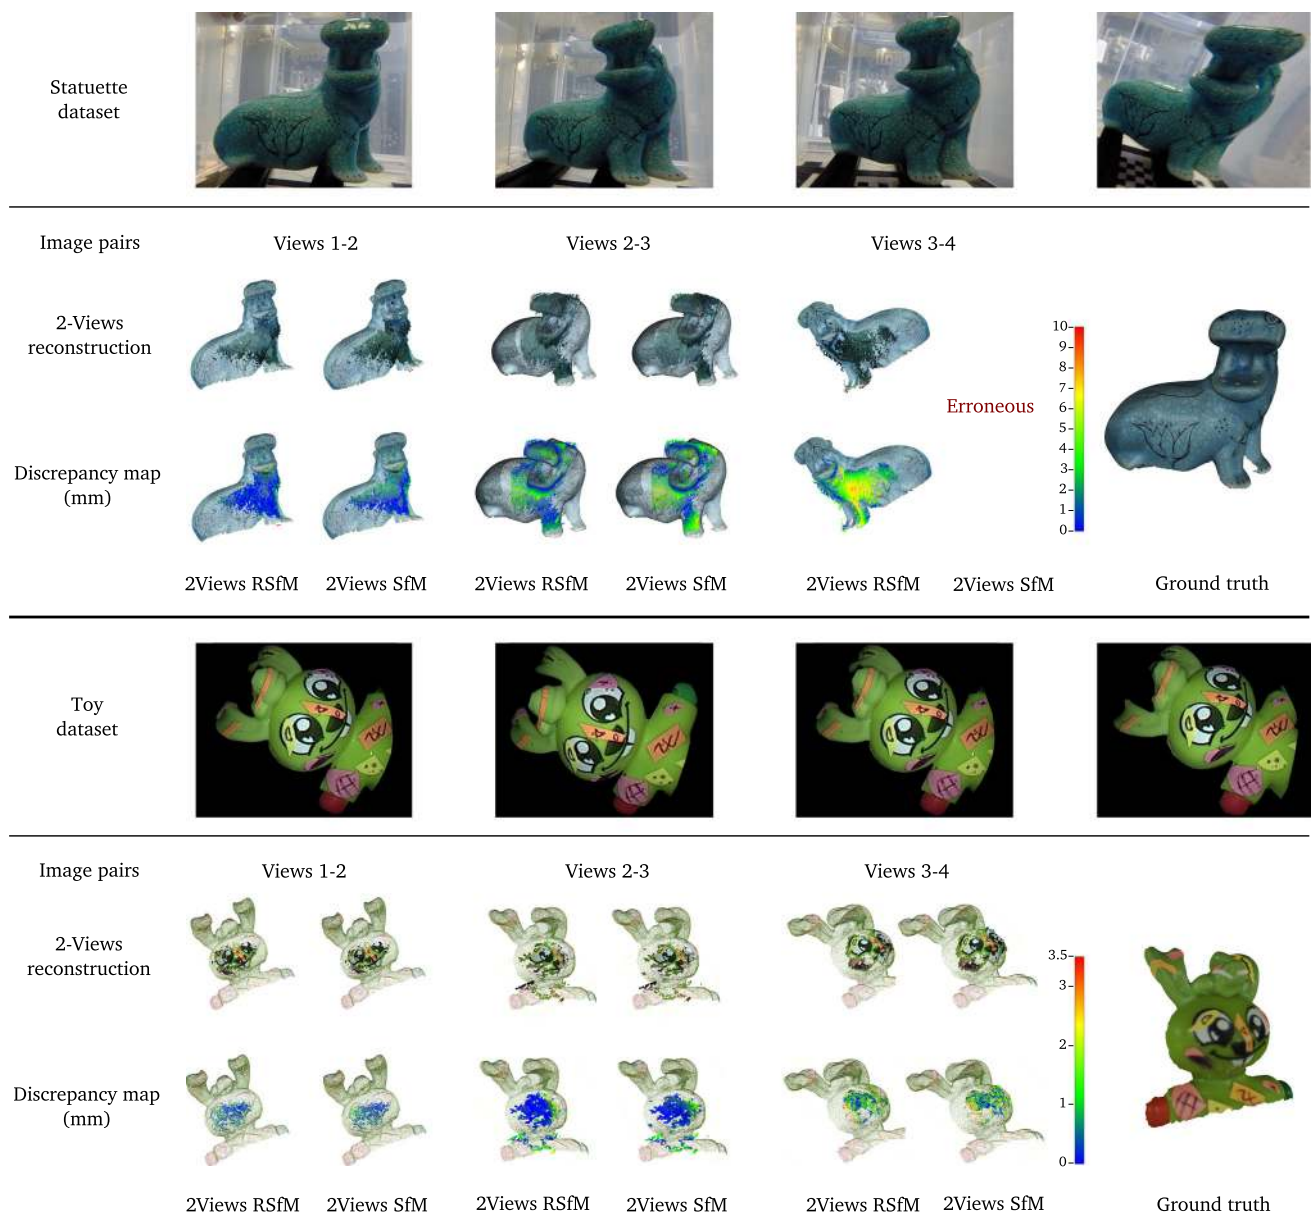 Statuette
dataset
Image pairs
Views 1-2
Views 2-3
Views 3-4
2-Views
reconstruction
Discrepancy map
(mm)
Erroneous
10
9
8
7
6
5
4
3
2
1
0
2Views RSfM
2Views SfM
2Views RSfM
2Views SfM
2Views RSfM
2Views SfM
Ground truth
Toy
dataset
Image pairs
Views 1-2
Views 2-3
Views 3-4
2-Views
reconstruction
Discrepancy map
(mm)
3.5
3
2
1
0
2Views RSfM
2Views SfM
2Views RSfM
2Views SfM
2Views RSfM
2Views SfM
Ground truth